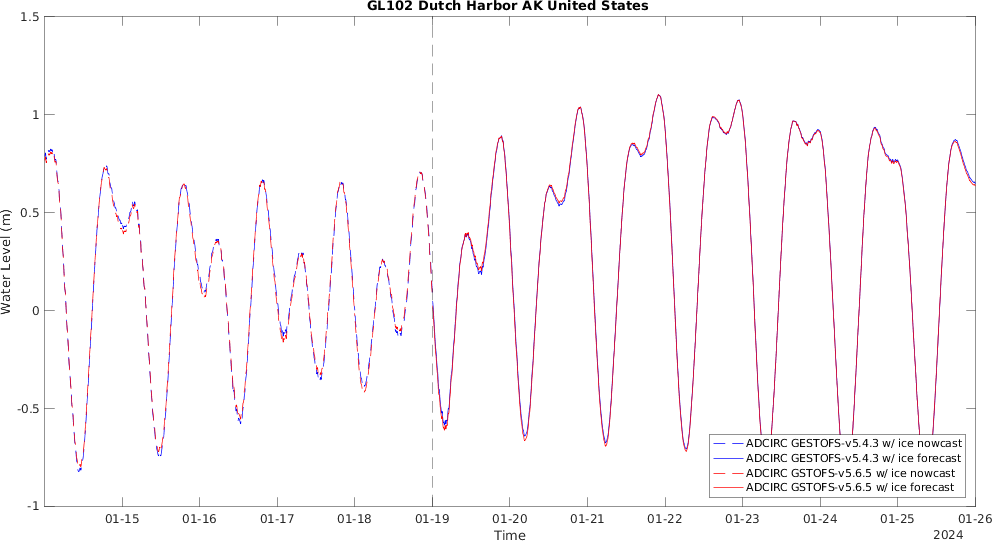 GL102 Dutch Harbor AK United States
1.5
1
0.5
0
-0.5
-1
Water Level (m)
01-15 01-16 01-17 01-18 01-19 01-20 01-21 01-22 01-23 01-24 01-25 01-26
Time
2024
ADCIRC GESTOFS-v5.4.3 w/ ice nowcast
ADCIRC GESTOFS-v5.4.3 w/ ice forecast
ADCIRC GSTOFS-v5.6.5 w/ ice nowcast
ADCIRC GSTOFS-v5.6.5 w/ ice forecast